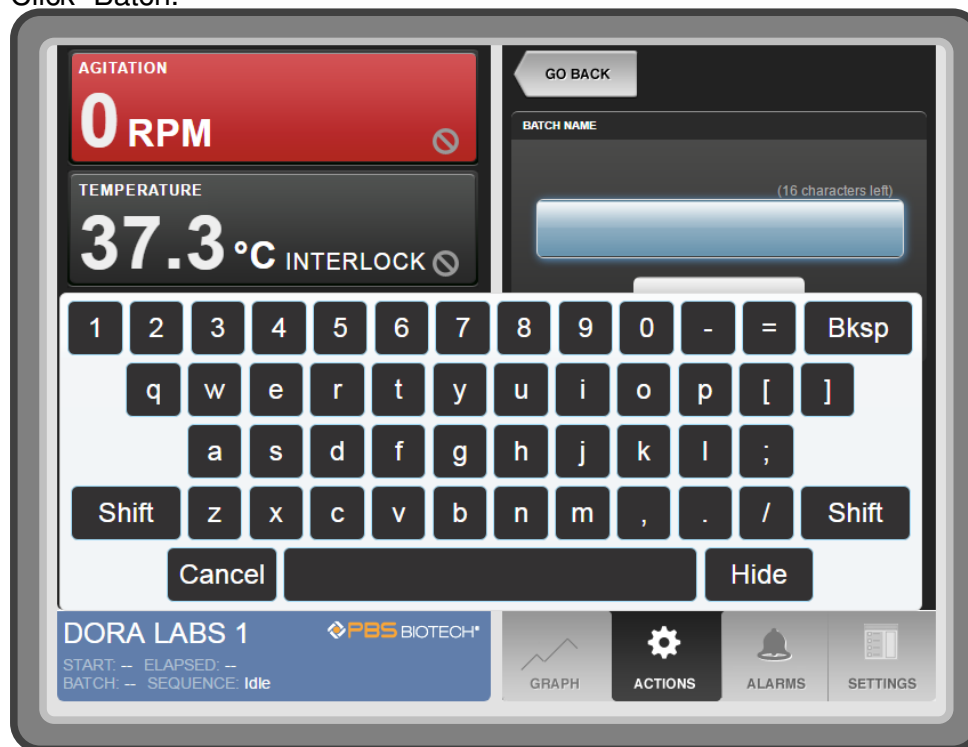 Click "Batch."
AGITATION
0 RPM
TEMPERATURE
37.3 °C INTERLOCK
GO BACK
BATCH NAME
(16 characters left)
1 2 3 4 5 6 7 8 9 0 - = Bksp
q w e r t y u i o p [ ]
a s d f g h j k l ;
Shift z x c v b n m , . / Shift
Cancel Hide
DORA LABS 1
PBS BIOTECH®
START: -- ELAPSED: --
BATCH: -- SEQUENCE: Idle
GRAPH ACTIONS ALARMS SETTINGS